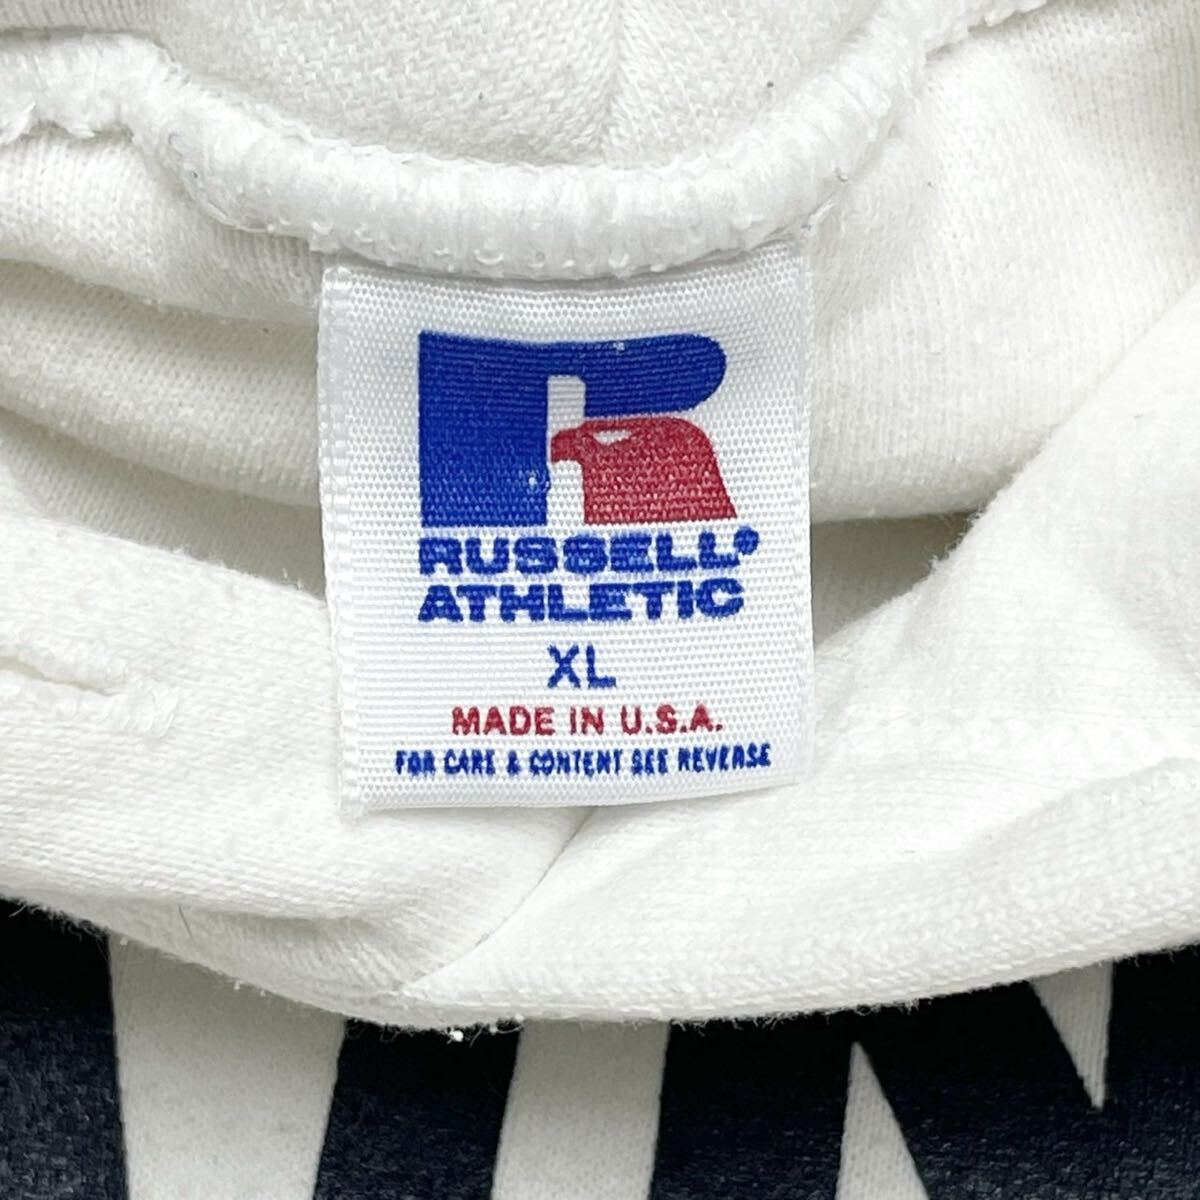 RUSSELL®
ATHLETIC
XL
MADE IN U.S.A.
FOR CARE & CONTENT SEE REVERSE